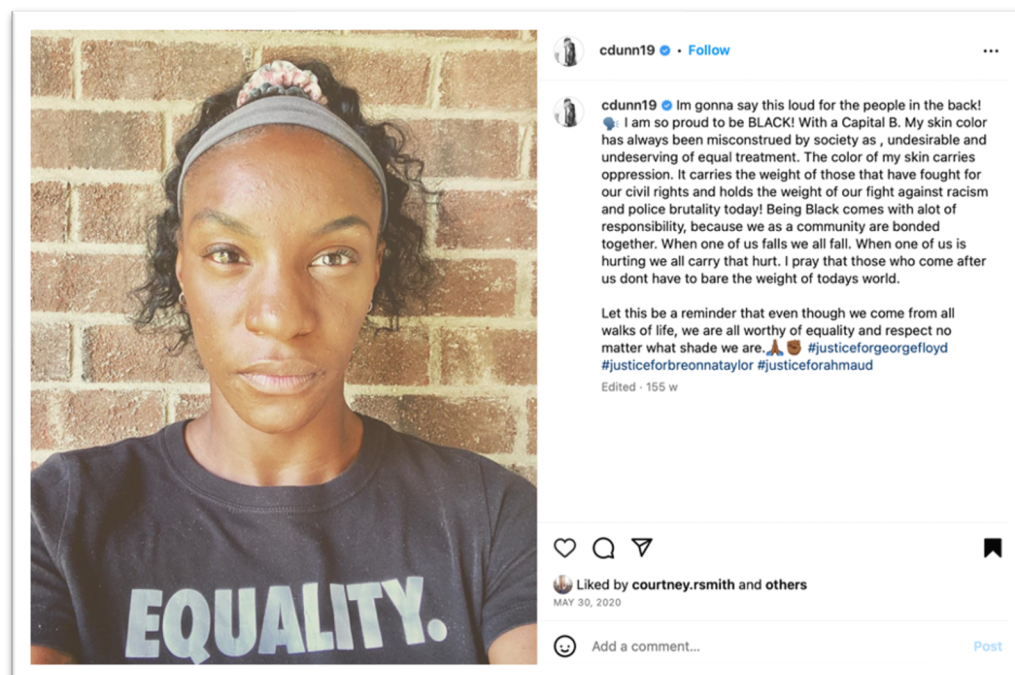 cdunn19 • Follow
cdunn19 Im gonna say this loud for the people in the back!
🗣️ I am so proud to be BLACK! With a Capital B. My skin color
has always been misconstrued by society as , undesirable and
undeserving of equal treatment. The color of my skin carries
oppression. It carries the weight of those that have fought for
our civil rights and holds the weight of our fight against racism
and police brutality today! Being Black comes with alot of
responsibility, because we as a community are bonded
together. When one of us falls we all fall. When one of us is
hurting we all carry that hurt. I pray that those who come after
us dont have to bare the weight of todays world.
Let this be a reminder that even though we come from all
walks of life, we are all worthy of equality and respect no
matter what shade we are.🙏🏾✊🏾 #justiceforgeorgefloyd
#justiceforbreonnataylor #justiceforahmaud
Edited · 155 w
Liked by courtney.rsmith and others
MAY 30, 2020
Add a comment...
Post
EQUALITY.